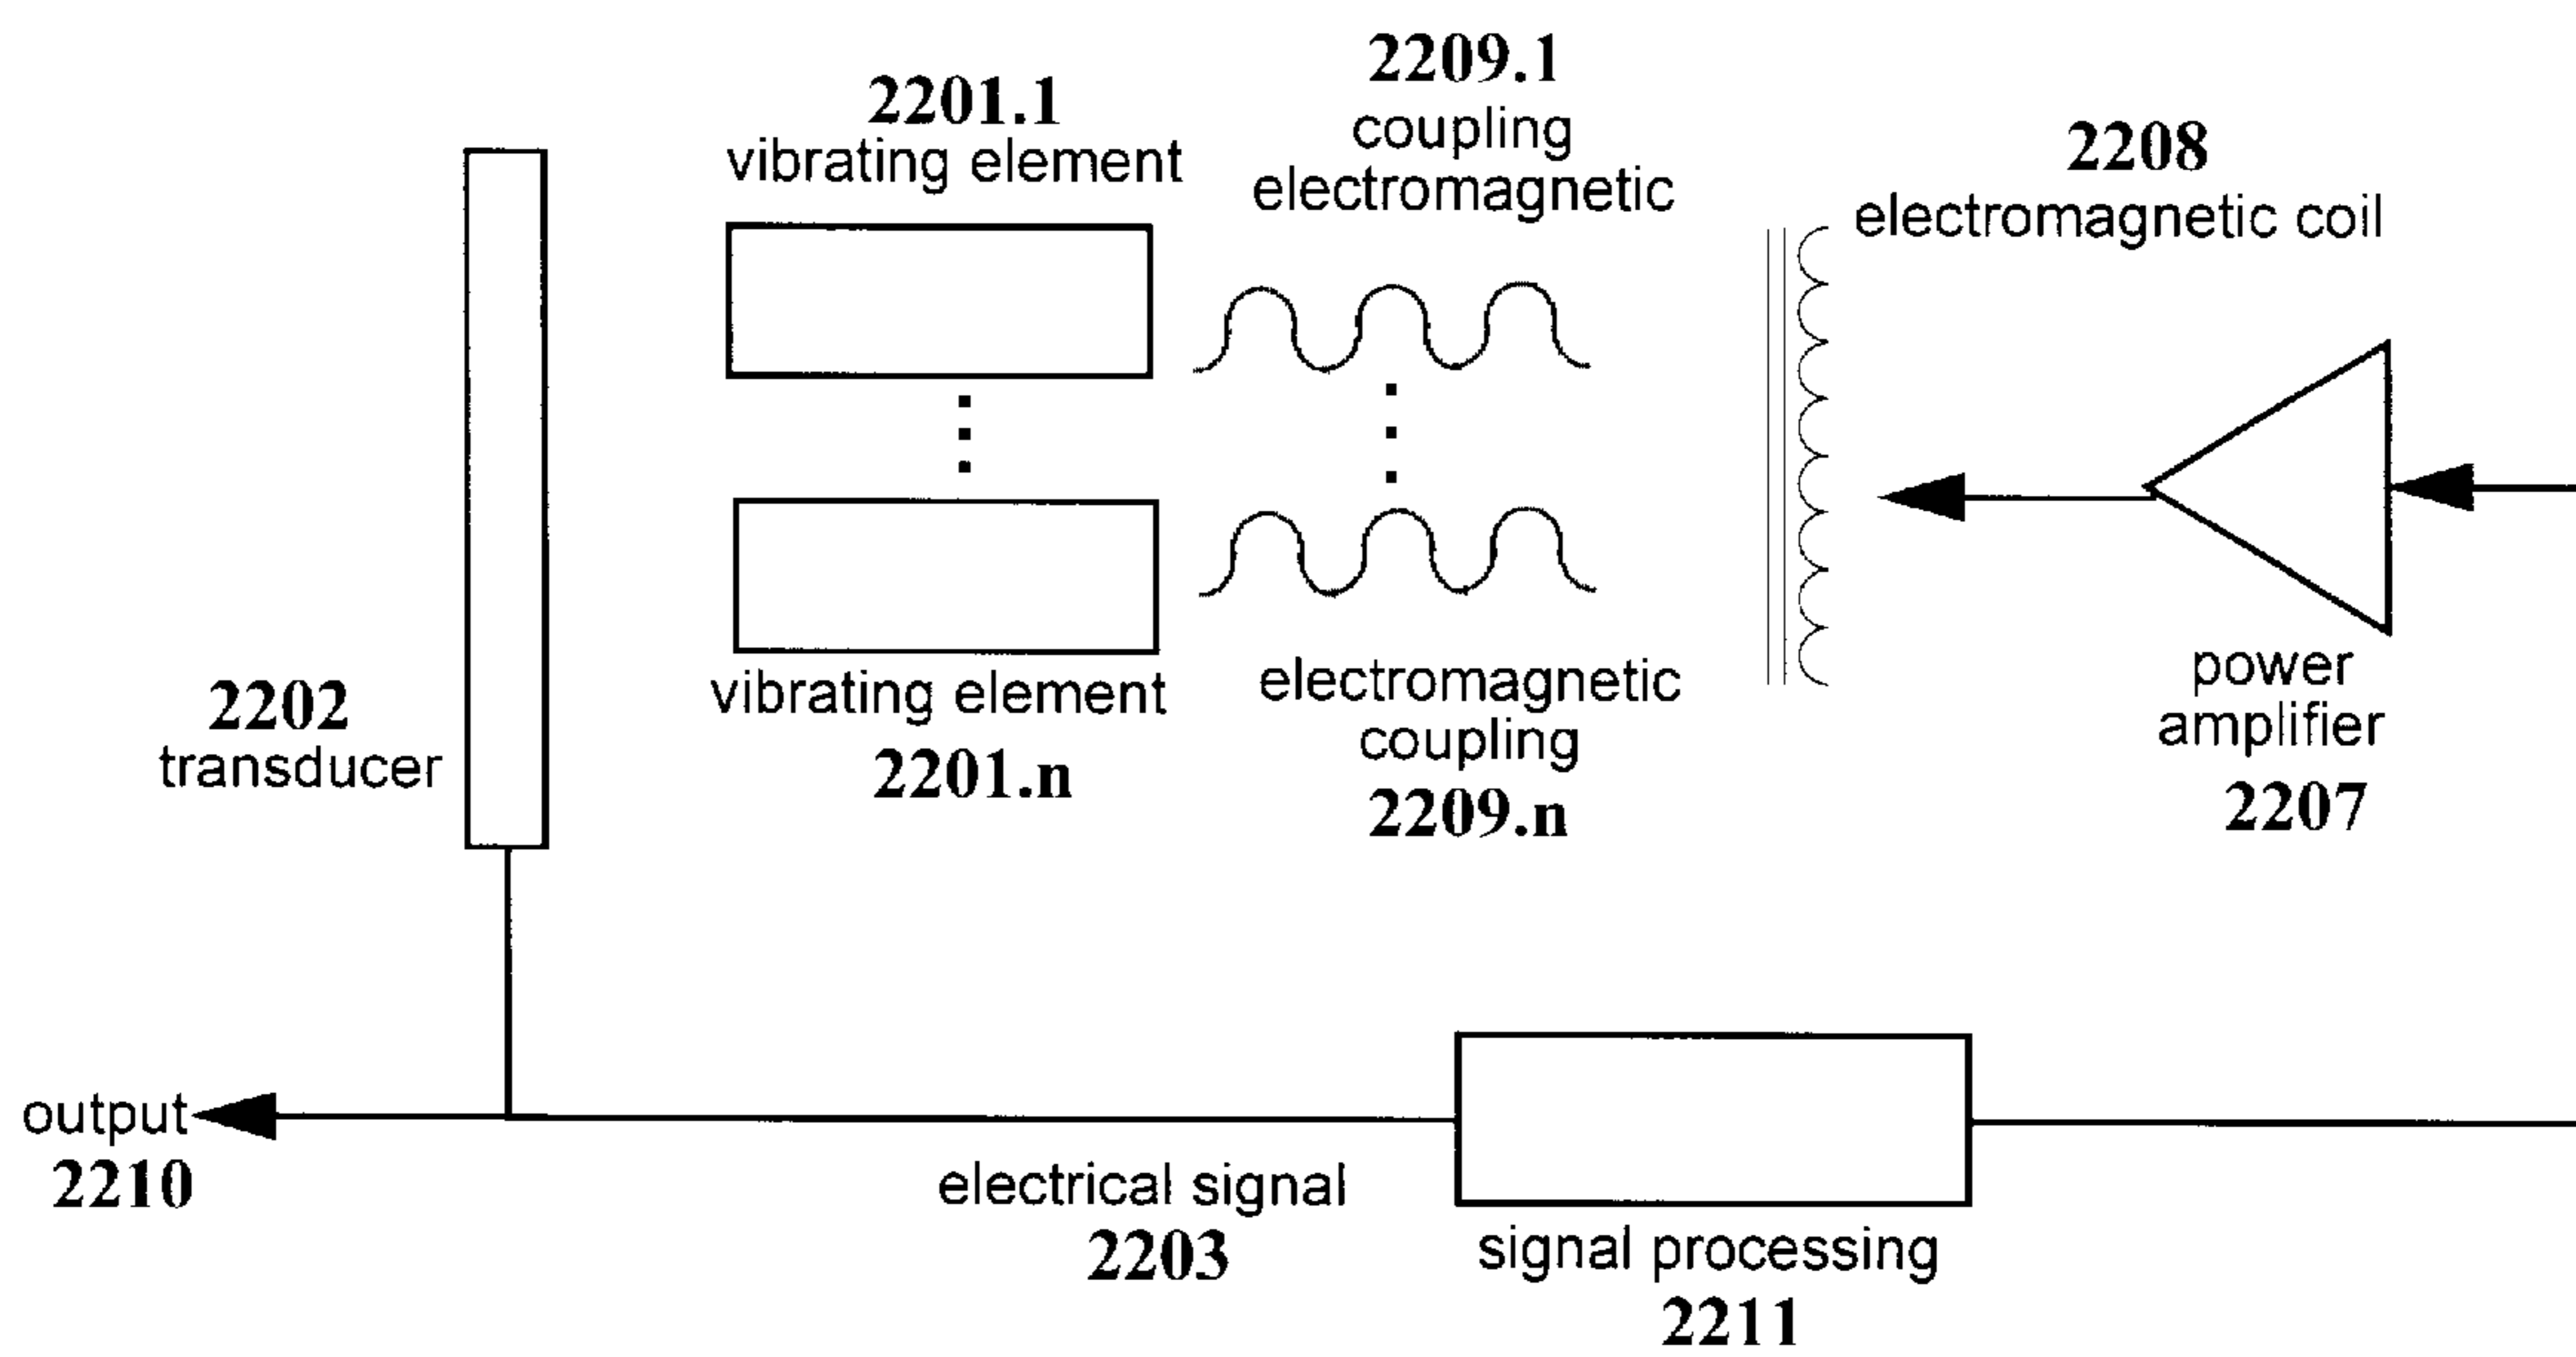 2201.1
vibrating element
2209.1
coupling
electromagnetic
2208
electromagnetic coil
2202
transducer
vibrating element
2201.n
electromagnetic
coupling
2209.n
power
amplifier
2207
output
2210
electrical signal
2203
signal processing
2211